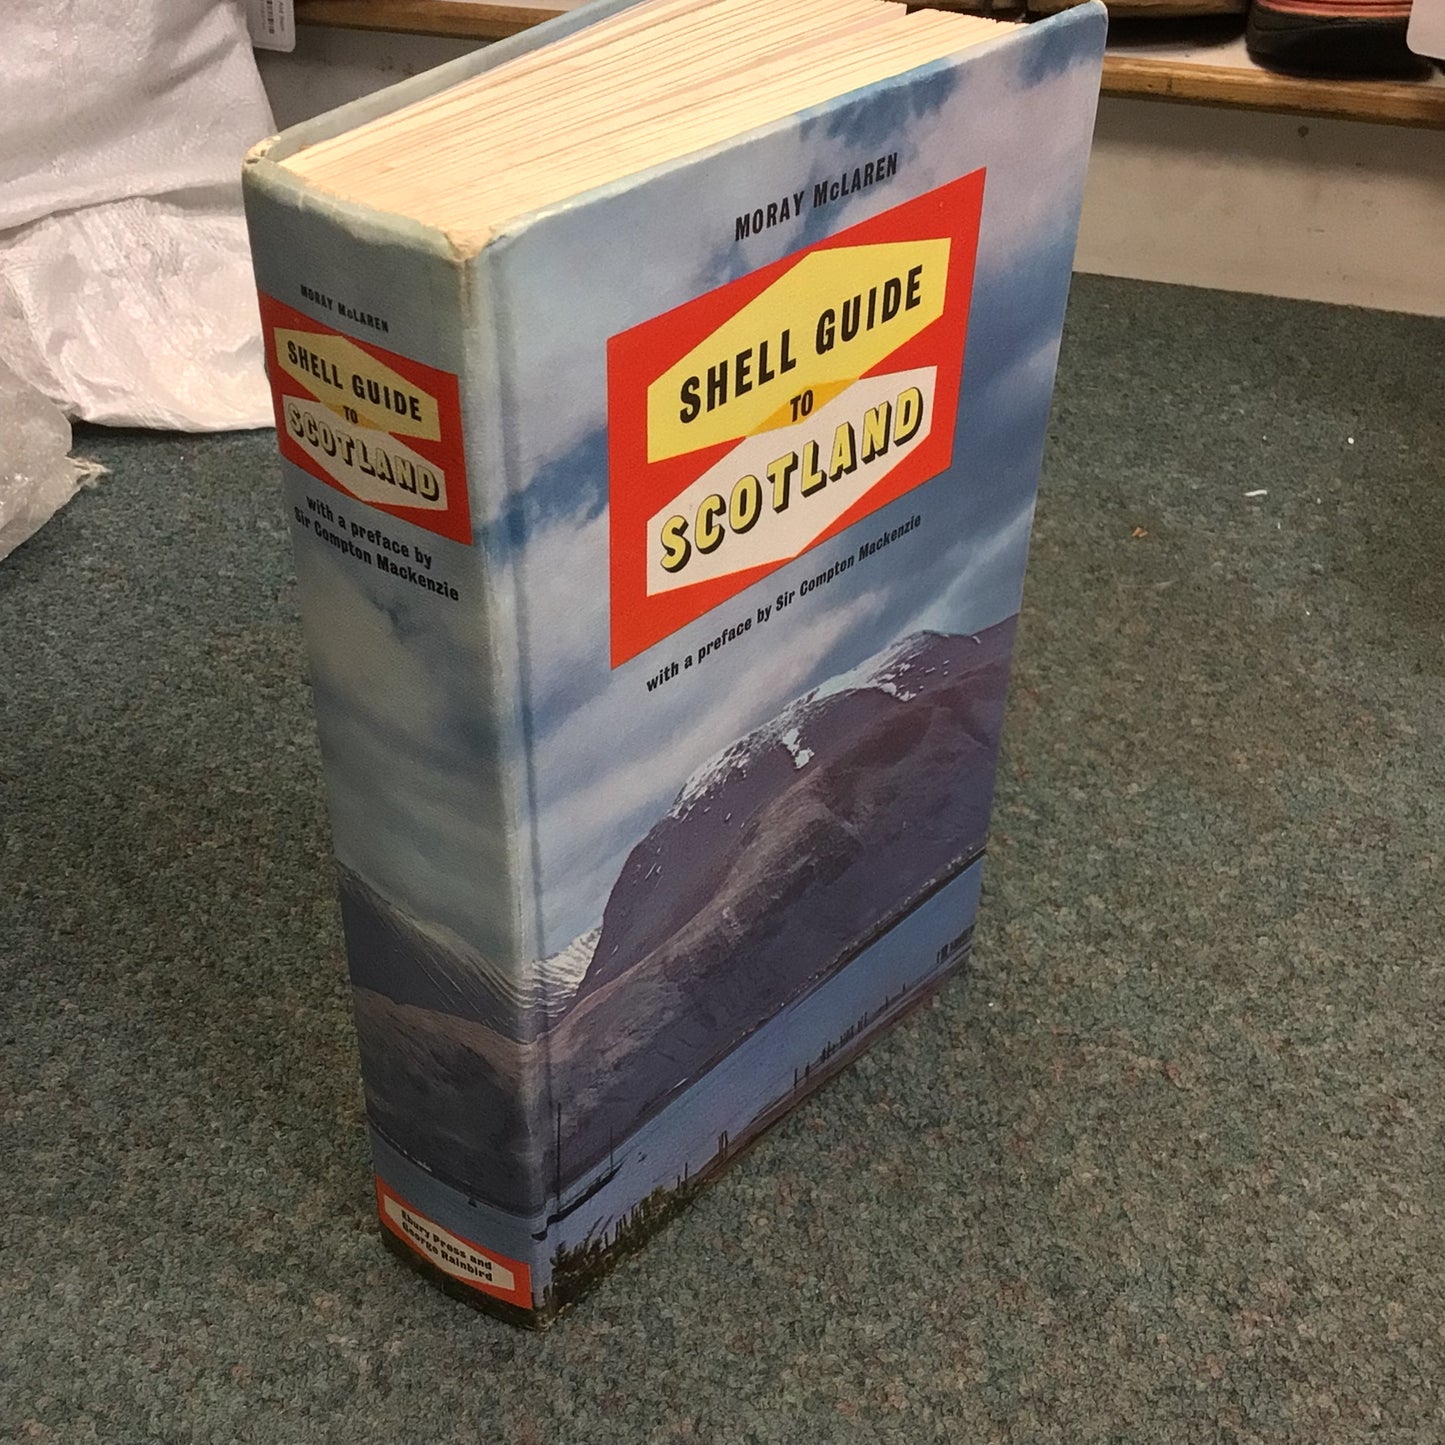 MORAY McLAREN
SHELL GUIDE
TO
SCOTLAND
with a preface by
Sir Compton Mackenzie
Ebury Press and
George Rainbird
MORAY McLAREN
SHELL GUIDE
TO
SCOTLAND
with a preface by Sir Compton Mackenzie